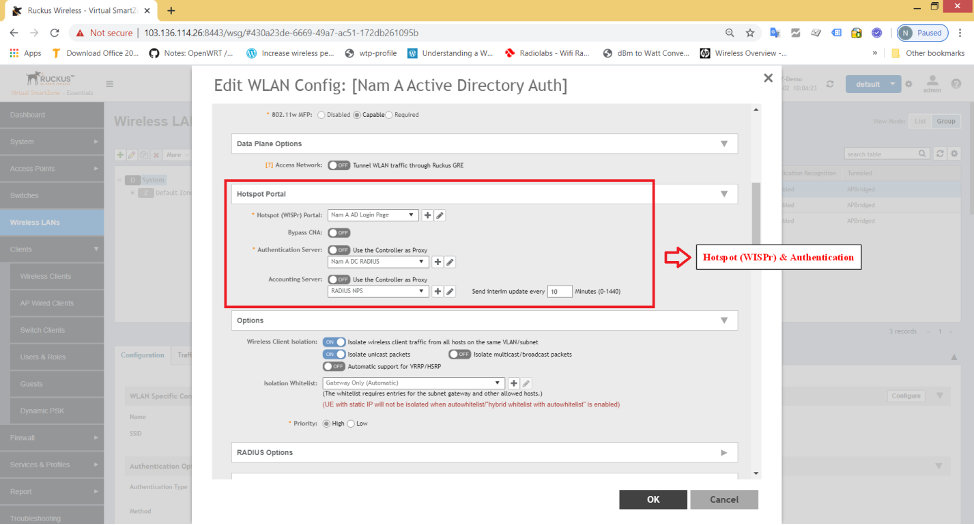 Ruckus Wireless - Virtual SmartZ
Not secure | 103.136.114.26:8443/wsg/#430a23de-6669-49a7-ac51-172db261095b
N Paused
Apps Download Office 20... Notes: OpenWRT /... Increase wireless pe... wtp-profile Understanding a W... Radiolabs - Wifi Ra... dBm to Watt Conve... Wireless Overview -... » Other bookmarks
RUCKUS
Virtual SmartZone - Essentials
default
admin
Dashboard
System
Access Points
Switches
Wireless LANs
Clients
Wireless Clients
AP Wired Clients
Switch Clients
Users & Roles
Guests
Dynamic PSK
Firewall
Services & Profiles
Report
Troubleshooting
Wireless LAN
View Mode: List Group
More
search table
D Symbols
Z Default Zone
Tunneled
APBridged
APBridged
APBridged
3 records 1
Configuration
WLAN Specific Con
Configure
Name
SSID
Authentication Op
Authentication Type
Method
Edit WLAN Config: [Nam A Active Directory Auth]
* 802.11w MFP: Disabled Capable Required
Data Plane Options
[?] Access Network: OFF Tunnel WLAN traffic through Ruckus GRE
Hotspot Portal
* Hotspot (WISPr) Portal: Nam A AD Login Page
Bypass CNA: OFF
* Authentication Server: OFF Use the Controller as Proxy
Nam A DC RADIUS
Accounting Server: OFF Use the Controller as Proxy
RADIUS NPS Send interim update every 10 Minutes (0-1440)
Hotspot (WISPr) & Authentication
Options
Wireless Client Isolation: ON Isolate wireless client traffic from all hosts on the same VLAN/subnet
ON Isolate unicast packets OFF Isolate multicast/broadcast packets
OFF Automatic support for VRRP/HSRP
Isolation Whitelist: Gateway Only (Automatic)
(The whitelist requires entries for the subnet gateway and other allowed hosts.)
(UE with static IP will not be isolated when autowhitelist/"hybrid whitelist with autowhitelist" is enabled)
* Priority: High Low
RADIUS Options
OK Cancel